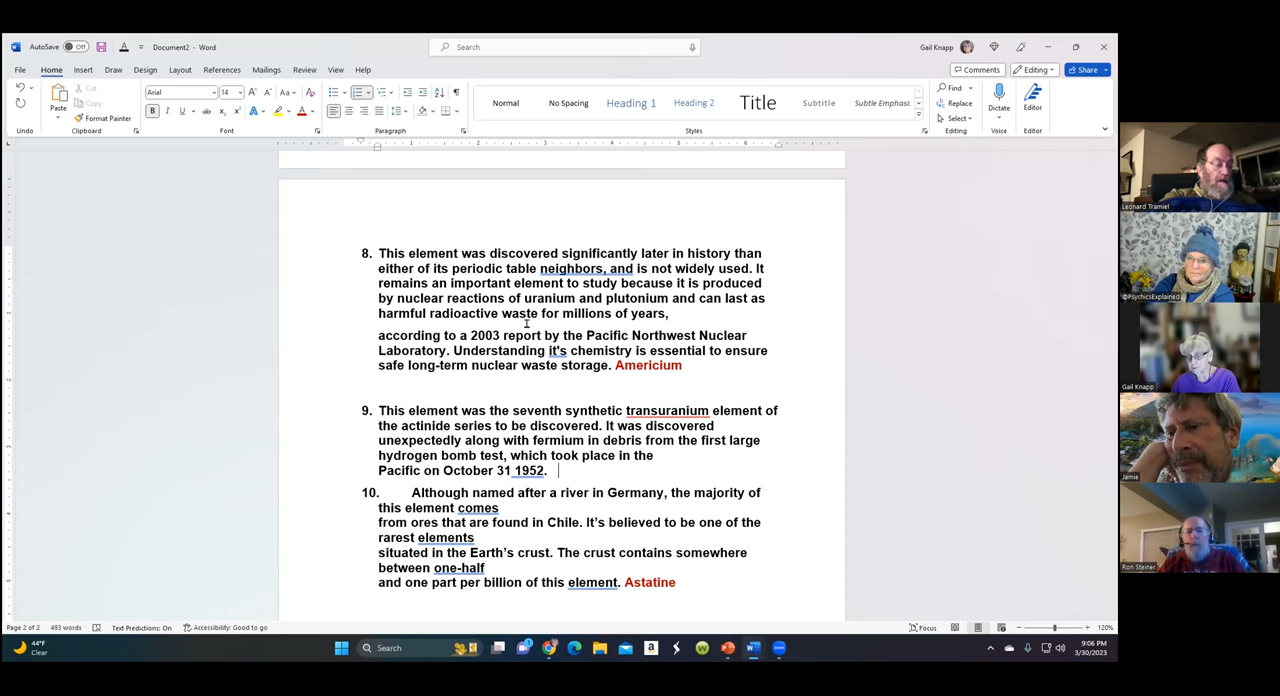 AutoSave Off Document2 - Word Search Gail Knapp
File Home Insert Draw Design Layout References Mailings Review View Help Comments Editing Share
Paste Cut Copy Format Painter
Arial 14
Normal No Spacing Heading 1 Heading 2 Title Subtitle Subtle Emphasis
Find Replace Select Dictate Editor
Undo Clipboard Font Paragraph Styles Editing Voice Editor
8. This element was discovered significantly later in history than
either of its periodic table neighbors, and is not widely used. It
remains an important element to study because it is produced
by nuclear reactions of uranium and plutonium and can last as
harmful radioactive waste for millions of years,
according to a 2003 report by the Pacific Northwest Nuclear
Laboratory. Understanding it's chemistry is essential to ensure
safe long-term nuclear waste storage. Americium
9. This element was the seventh synthetic transuranium element of
the actinide series to be discovered. It was discovered
unexpectedly along with fermium in debris from the first large
hydrogen bomb test, which took place in the
Pacific on October 31 1952.
10. Although named after a river in Germany, the majority of
this element comes
from ores that are found in Chile. It’s believed to be one of the
rarest elements
situated in the Earth’s crust. The crust contains somewhere
between one-half
and one part per billion of this element. Astatine
Page 2 of 2 493 words Text Predictions: On Accessibility: Good to go Focus 120%
44°F
Clear
Search
9:06 PM
3/30/2023
Leonard Tramiel
@PsychicsExplained
Gail Knapp
Jamie
Ron Steiner